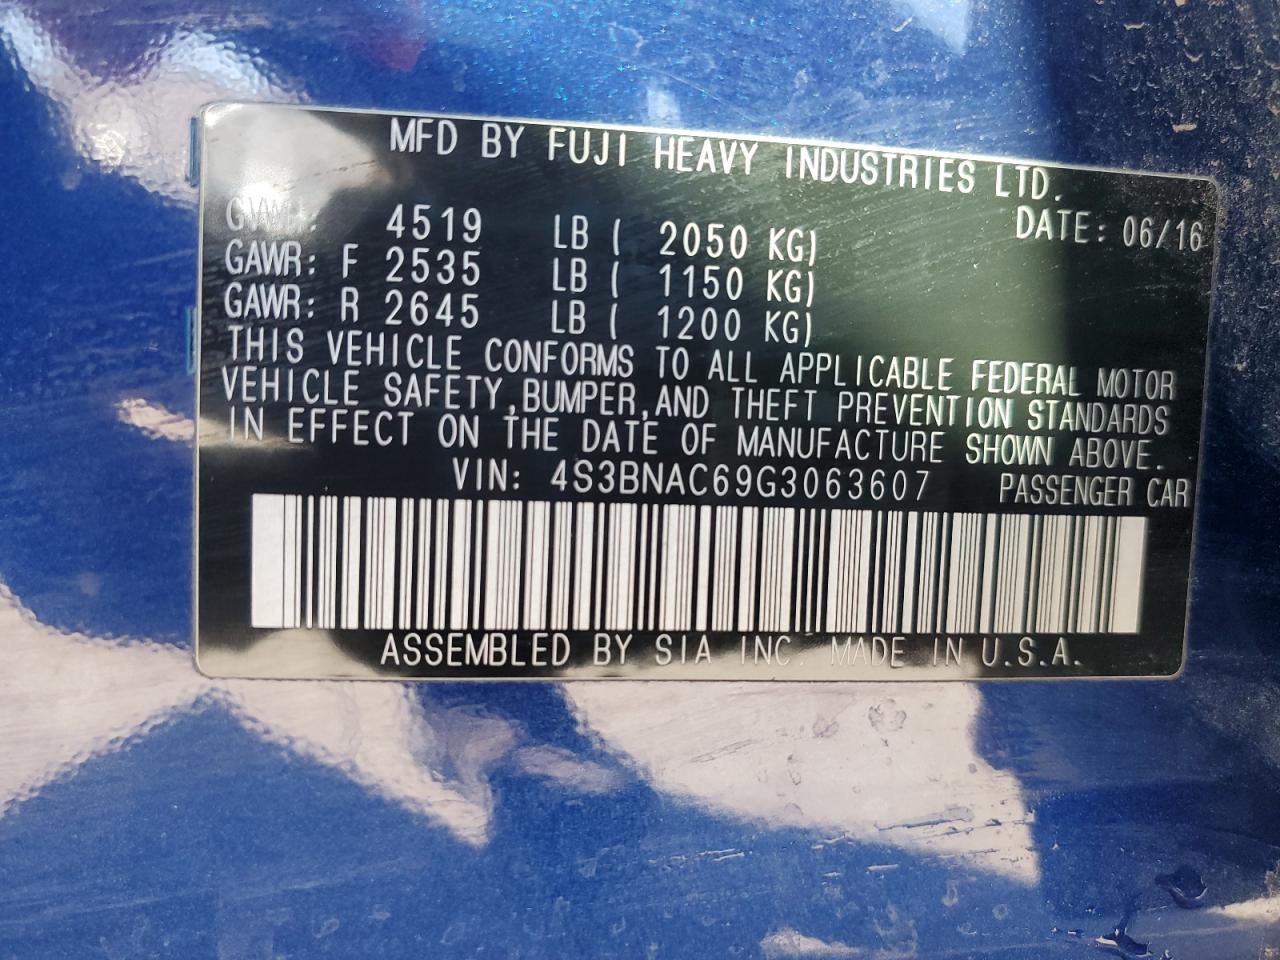 MFD BY FUJI HEAVY INDUSTRIES LTD.
GVWR: 4519 LB ( 2050 KG) DATE: 06/16
GAWR: F 2535 LB ( 1150 KG)
GAWR: R 2645 LB ( 1200 KG)
THIS VEHICLE CONFORMS TO ALL APPLICABLE FEDERAL MOTOR
VEHICLE SAFETY,BUMPER,AND THEFT PREVENTION STANDARDS
IN EFFECT ON THE DATE OF MANUFACTURE SHOWN ABOVE.
VIN: 4S3BNAC69G3063607 PASSENGER CAR
ASSEMBLED BY SIA INC. MADE IN U.S.A.